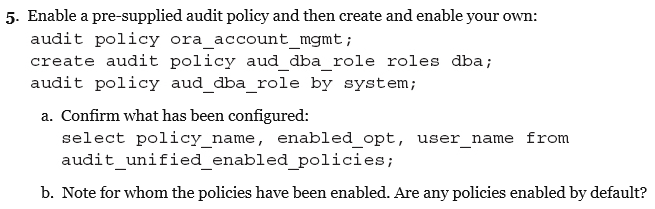 5. Enable a pre-supplied audit policy and then create and enable your own:
audit policy ora_account_mgmt;
create audit policy aud_dba_role roles dba;
audit policy aud_dba_role by system;
a. Confirm what has been configured:
select policy_name, enabled_opt, user_name from
audit_unified_enabled_policies;
b. Note for whom the policies have been enabled. Are any policies enabled by default?